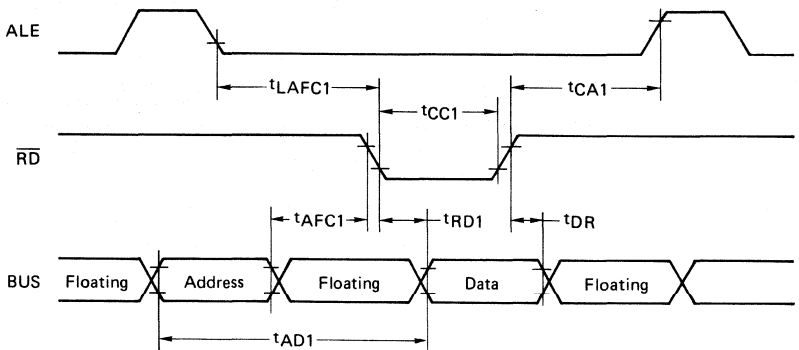 ALE
tLAFC1
tCC1
tCA1
RD
tAFC1
tRD1
tDR
BUS
Floating
Address
Floating
Data
Floating
tAD1